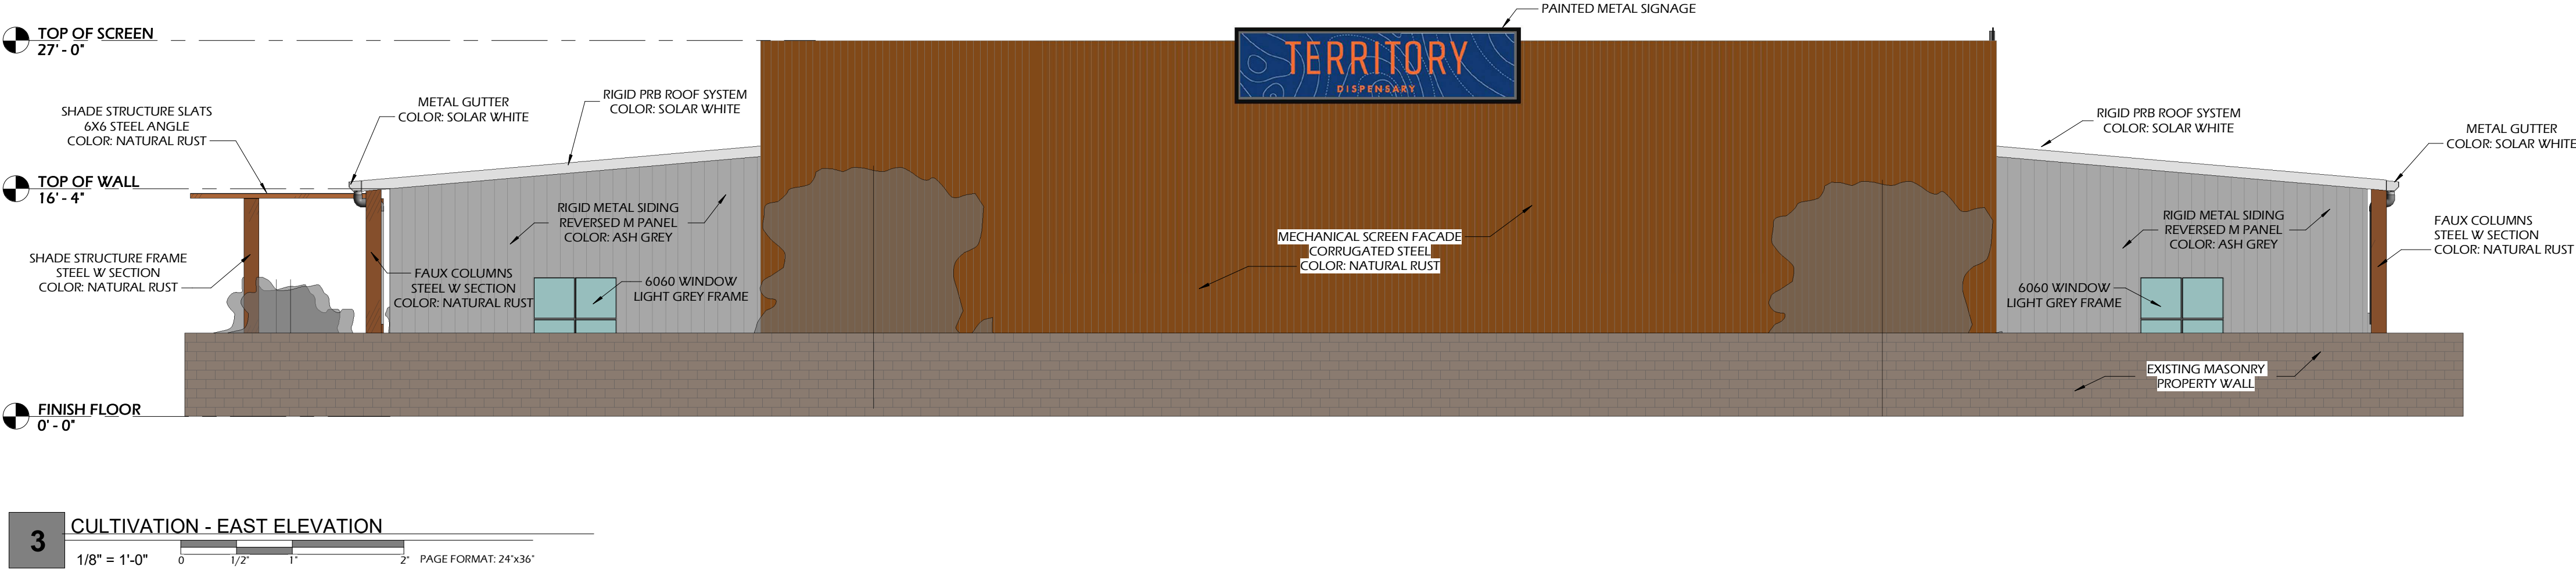 PAINTED METAL SIGNAGE
TOP OF SCREEN
27' - 0"
TERRITORY
DISPENSARY
SHADE STRUCTURE SLATS
6X6 STEEL ANGLE
COLOR: NATURAL RUST
METAL GUTTER
COLOR: SOLAR WHITE
RIGID PRB ROOF SYSTEM
COLOR: SOLAR WHITE
RIGID PRB ROOF SYSTEM
COLOR: SOLAR WHITE
METAL GUTTER
COLOR: SOLAR WHITE
TOP OF WALL
16' - 4"
RIGID METAL SIDING
REVERSED M PANEL
COLOR: ASH GREY
MECHANICAL SCREEN FACADE
CORRUGATED STEEL
COLOR: NATURAL RUST
RIGID METAL SIDING
REVERSED M PANEL
COLOR: ASH GREY
FAUX COLUMNS
STEEL W SECTION
COLOR: NATURAL RUST
SHADE STRUCTURE FRAME
STEEL W SECTION
COLOR: NATURAL RUST
FAUX COLUMNS
STEEL W SECTION
COLOR: NATURAL RUST
6060 WINDOW
LIGHT GREY FRAME
6060 WINDOW
LIGHT GREY FRAME
EXISTING MASONRY
PROPERTY WALL
FINISH FLOOR
0' - 0"
3
CULTIVATION - EAST ELEVATION
1/8" = 1'-0"
0 1/2" 1" 2"
PAGE FORMAT: 24"x36"